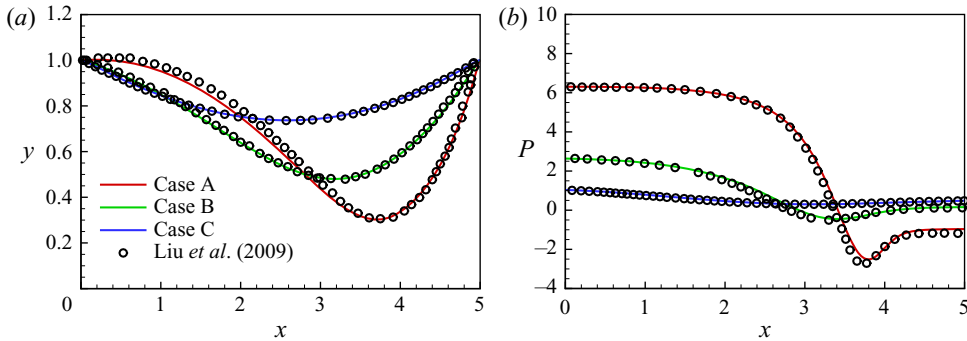 (a)
1.2
1.0
0.8
y
0.6
0.4
0.2
Case A
Case B
Case C
Liu et al. (2009)
0 1 2 3 4 5
x
(b)
10
8
6
4
P
2
0
−2
−4
0 1 2 3 4 5
x